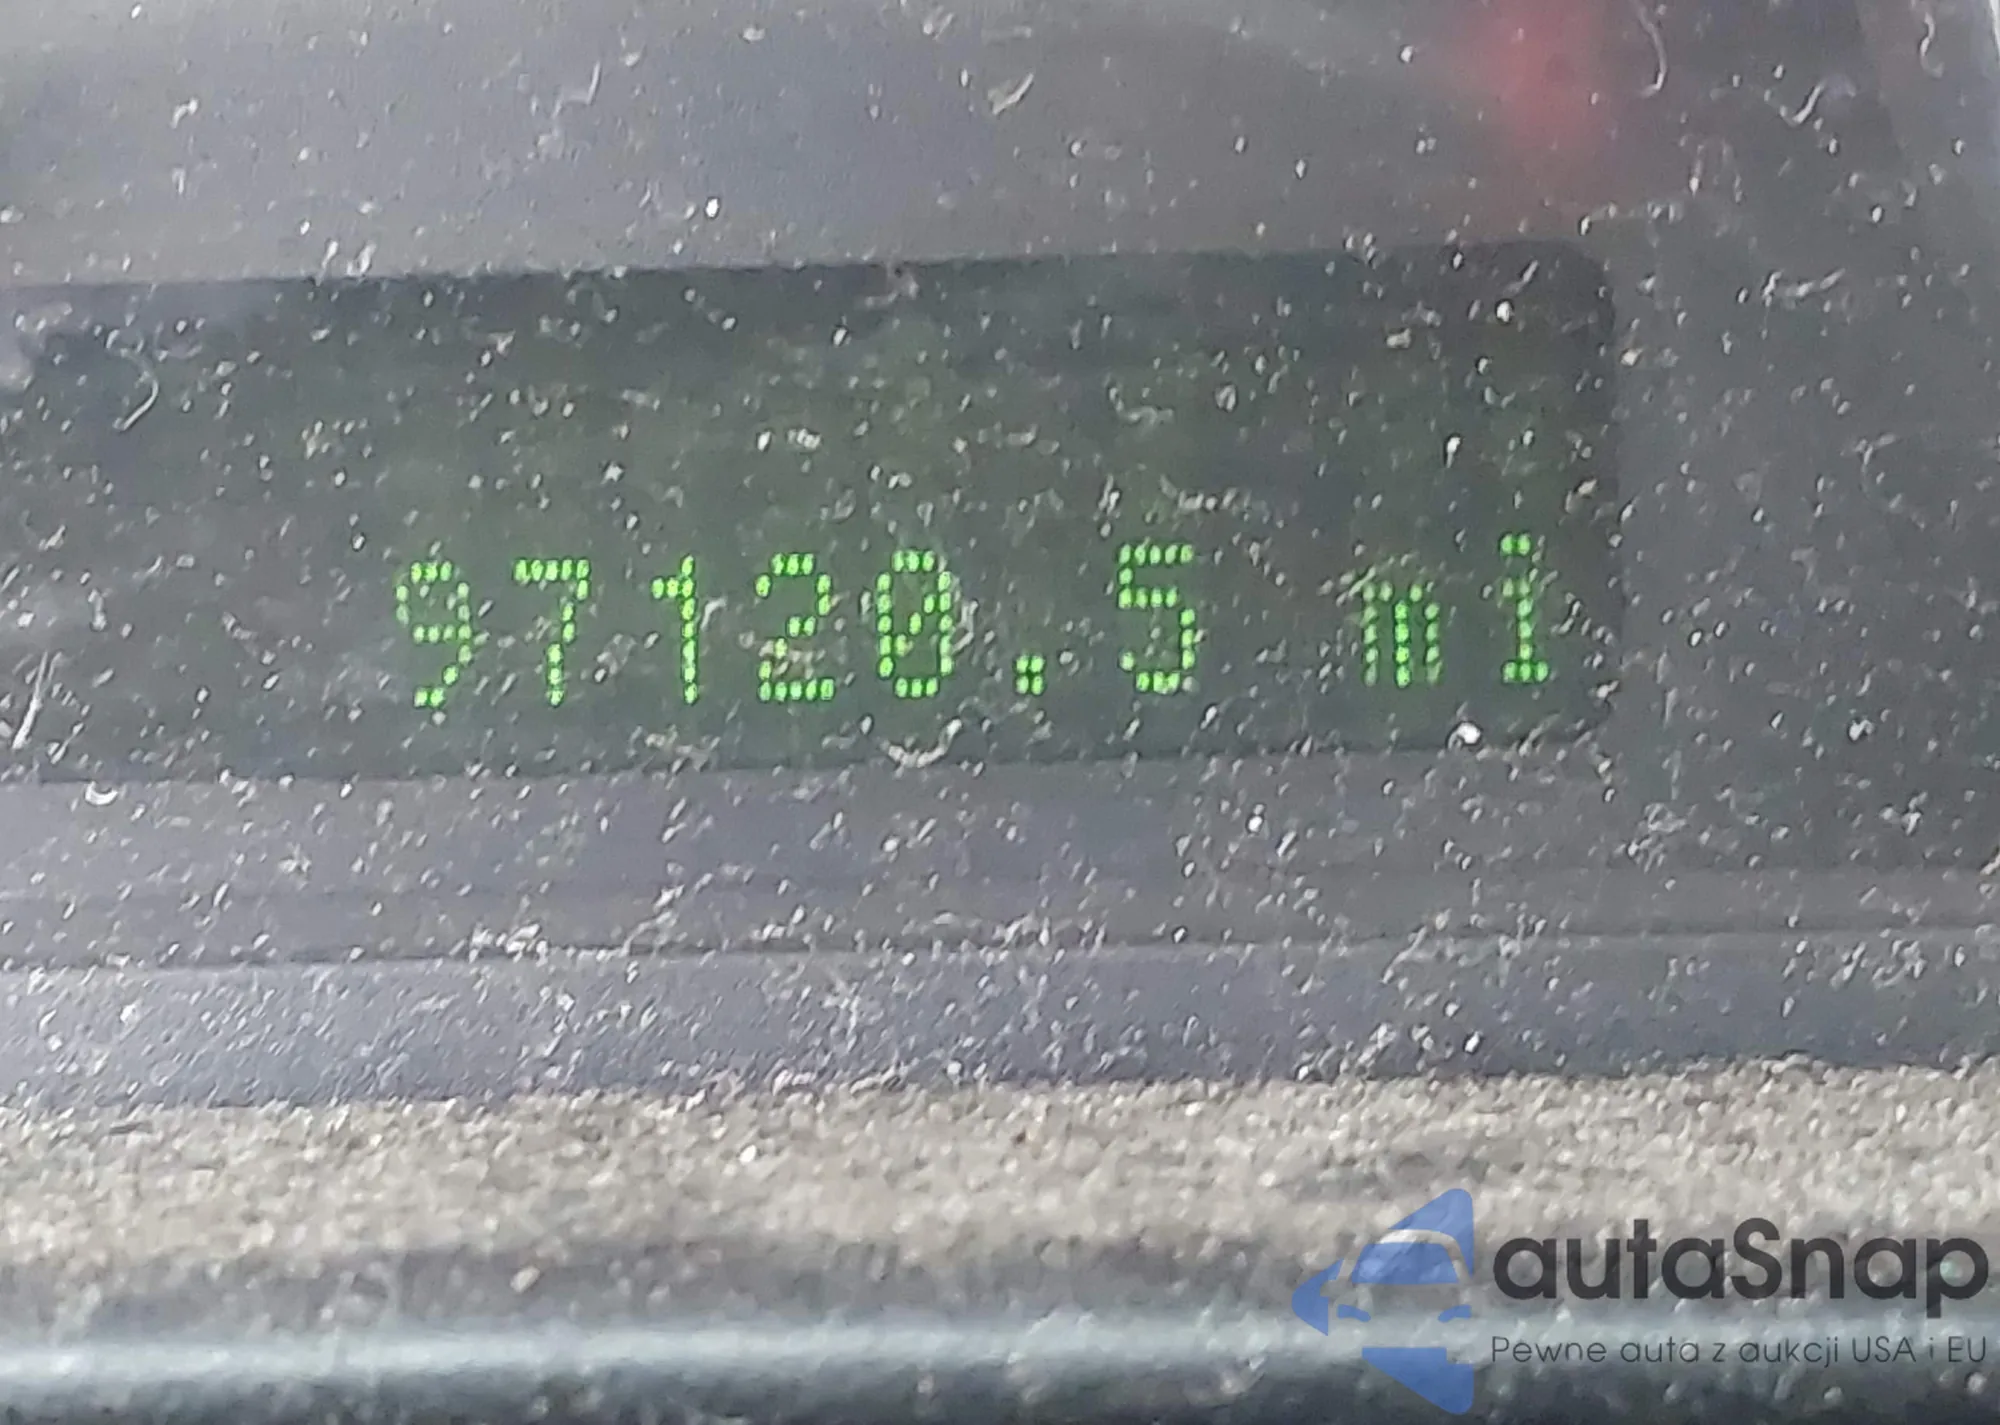 97120.5 mi
autaSnap
Pewne auta z aukcji USA i EU